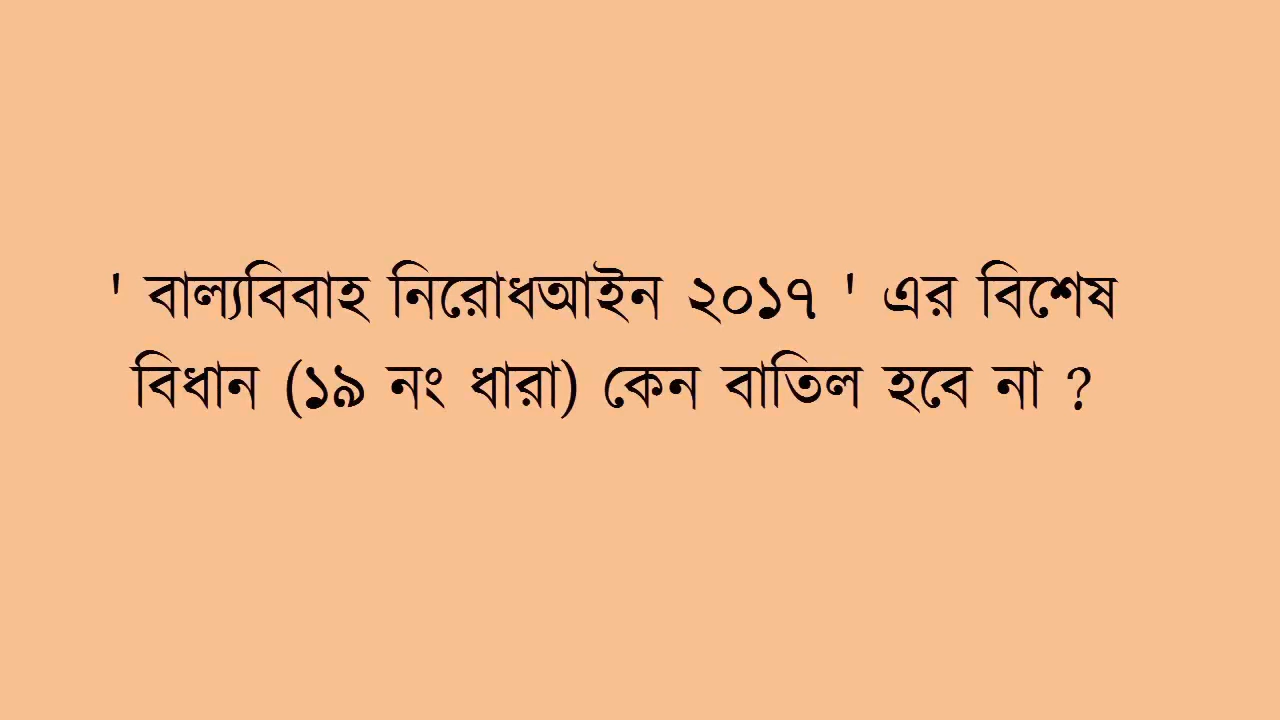 ' বাল্যবিবাহ নিরোধআইন ২০১৭ ' এর বিশেষ
বিধান (১৯ নং ধারা) কেন বাতিল হবে না ?